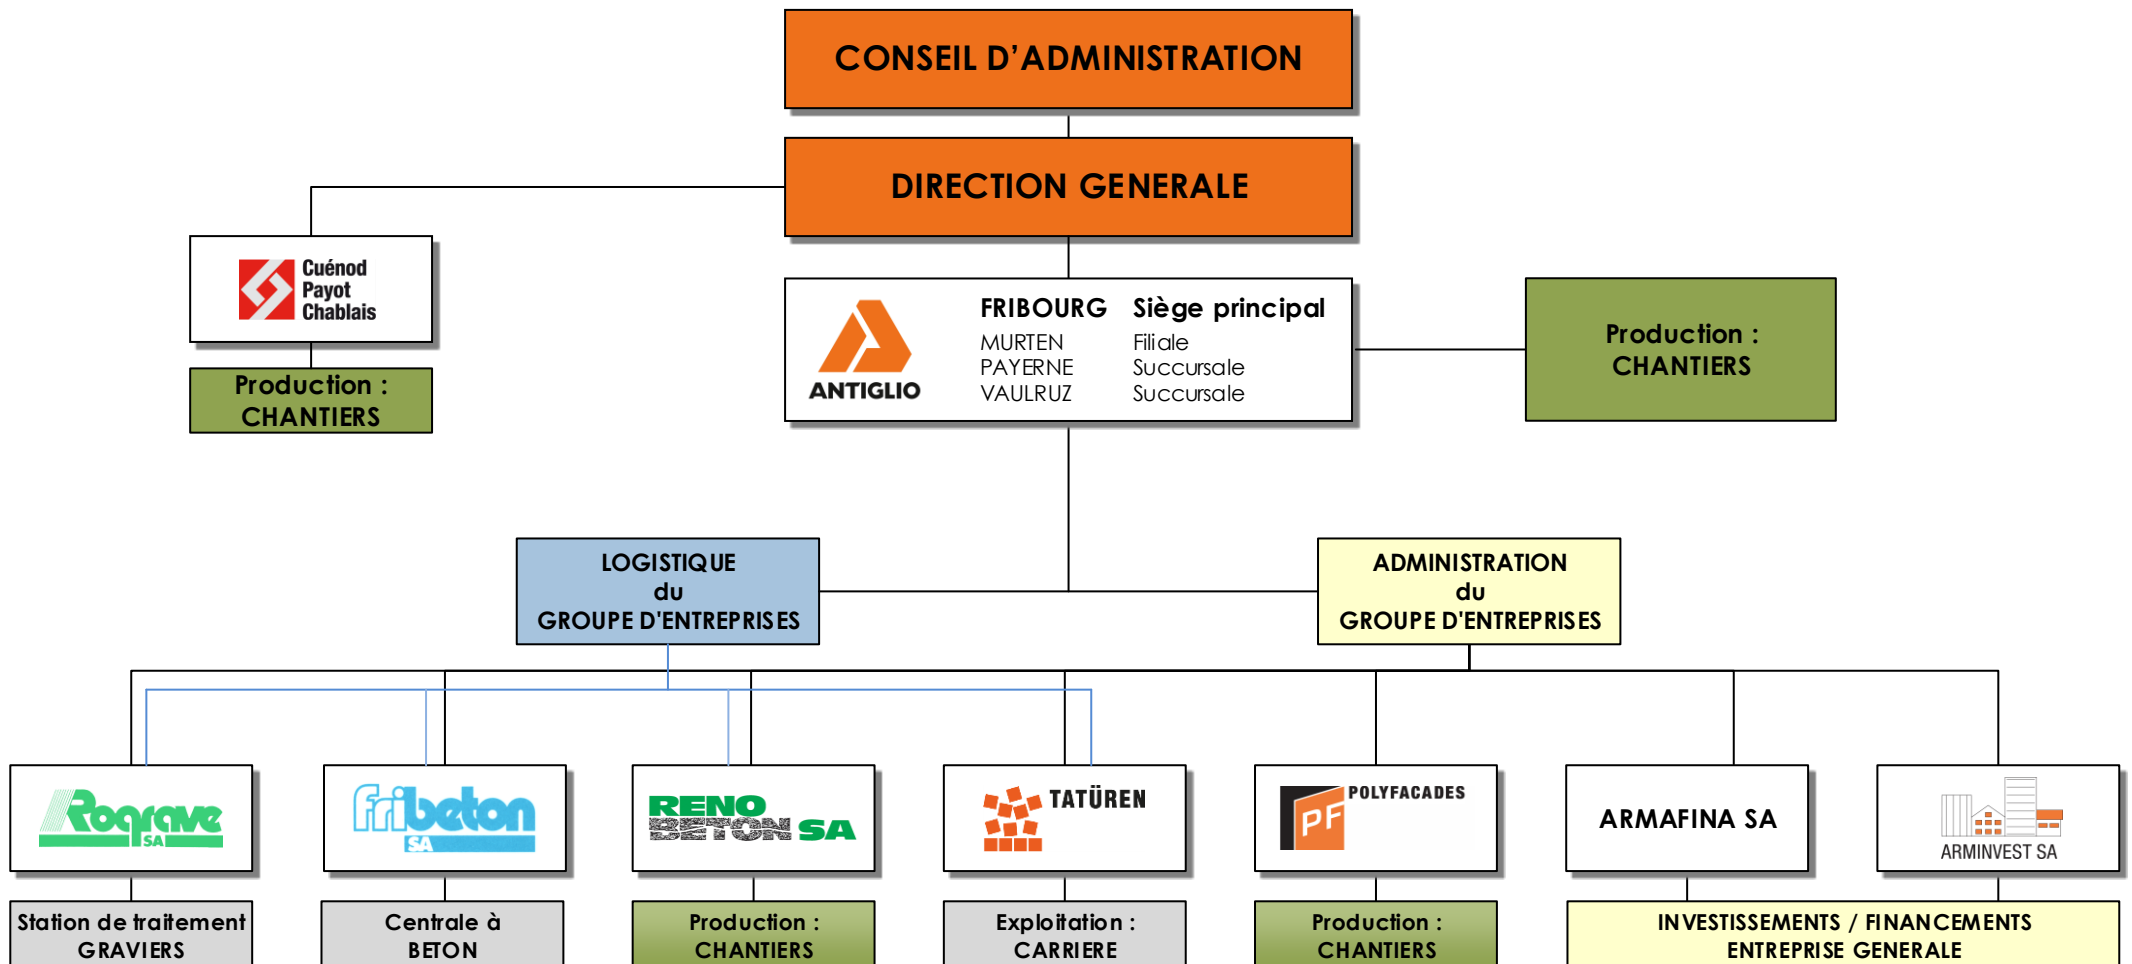 CONSEIL D'ADMINISTRATION
DIRECTION GENERALE
Cuénod
Payot
Chablais
Production :
CHANTIERS
ANTIGLIO
FRIBOURG Siège principal
MURTEN Filiale
PAYERNE Succursale
VAULRUZ Succursale
Production :
CHANTIERS
LOGISTIQUE
du
GROUPE D'ENTREPRISES
ADMINISTRATION
du
GROUPE D'ENTREPRISES
Rograve
SA
fribeton
SA
RENO
BETON SA
TATÜREN
PF POLYFACADES
ARMAFINA SA
ARMINVEST SA
Station de traitement
GRAVIERS
Centrale à
BETON
Production :
CHANTIERS
Exploitation :
CARRIERE
Production :
CHANTIERS
INVESTISSEMENTS / FINANCEMENTS
ENTREPRISE GENERALE